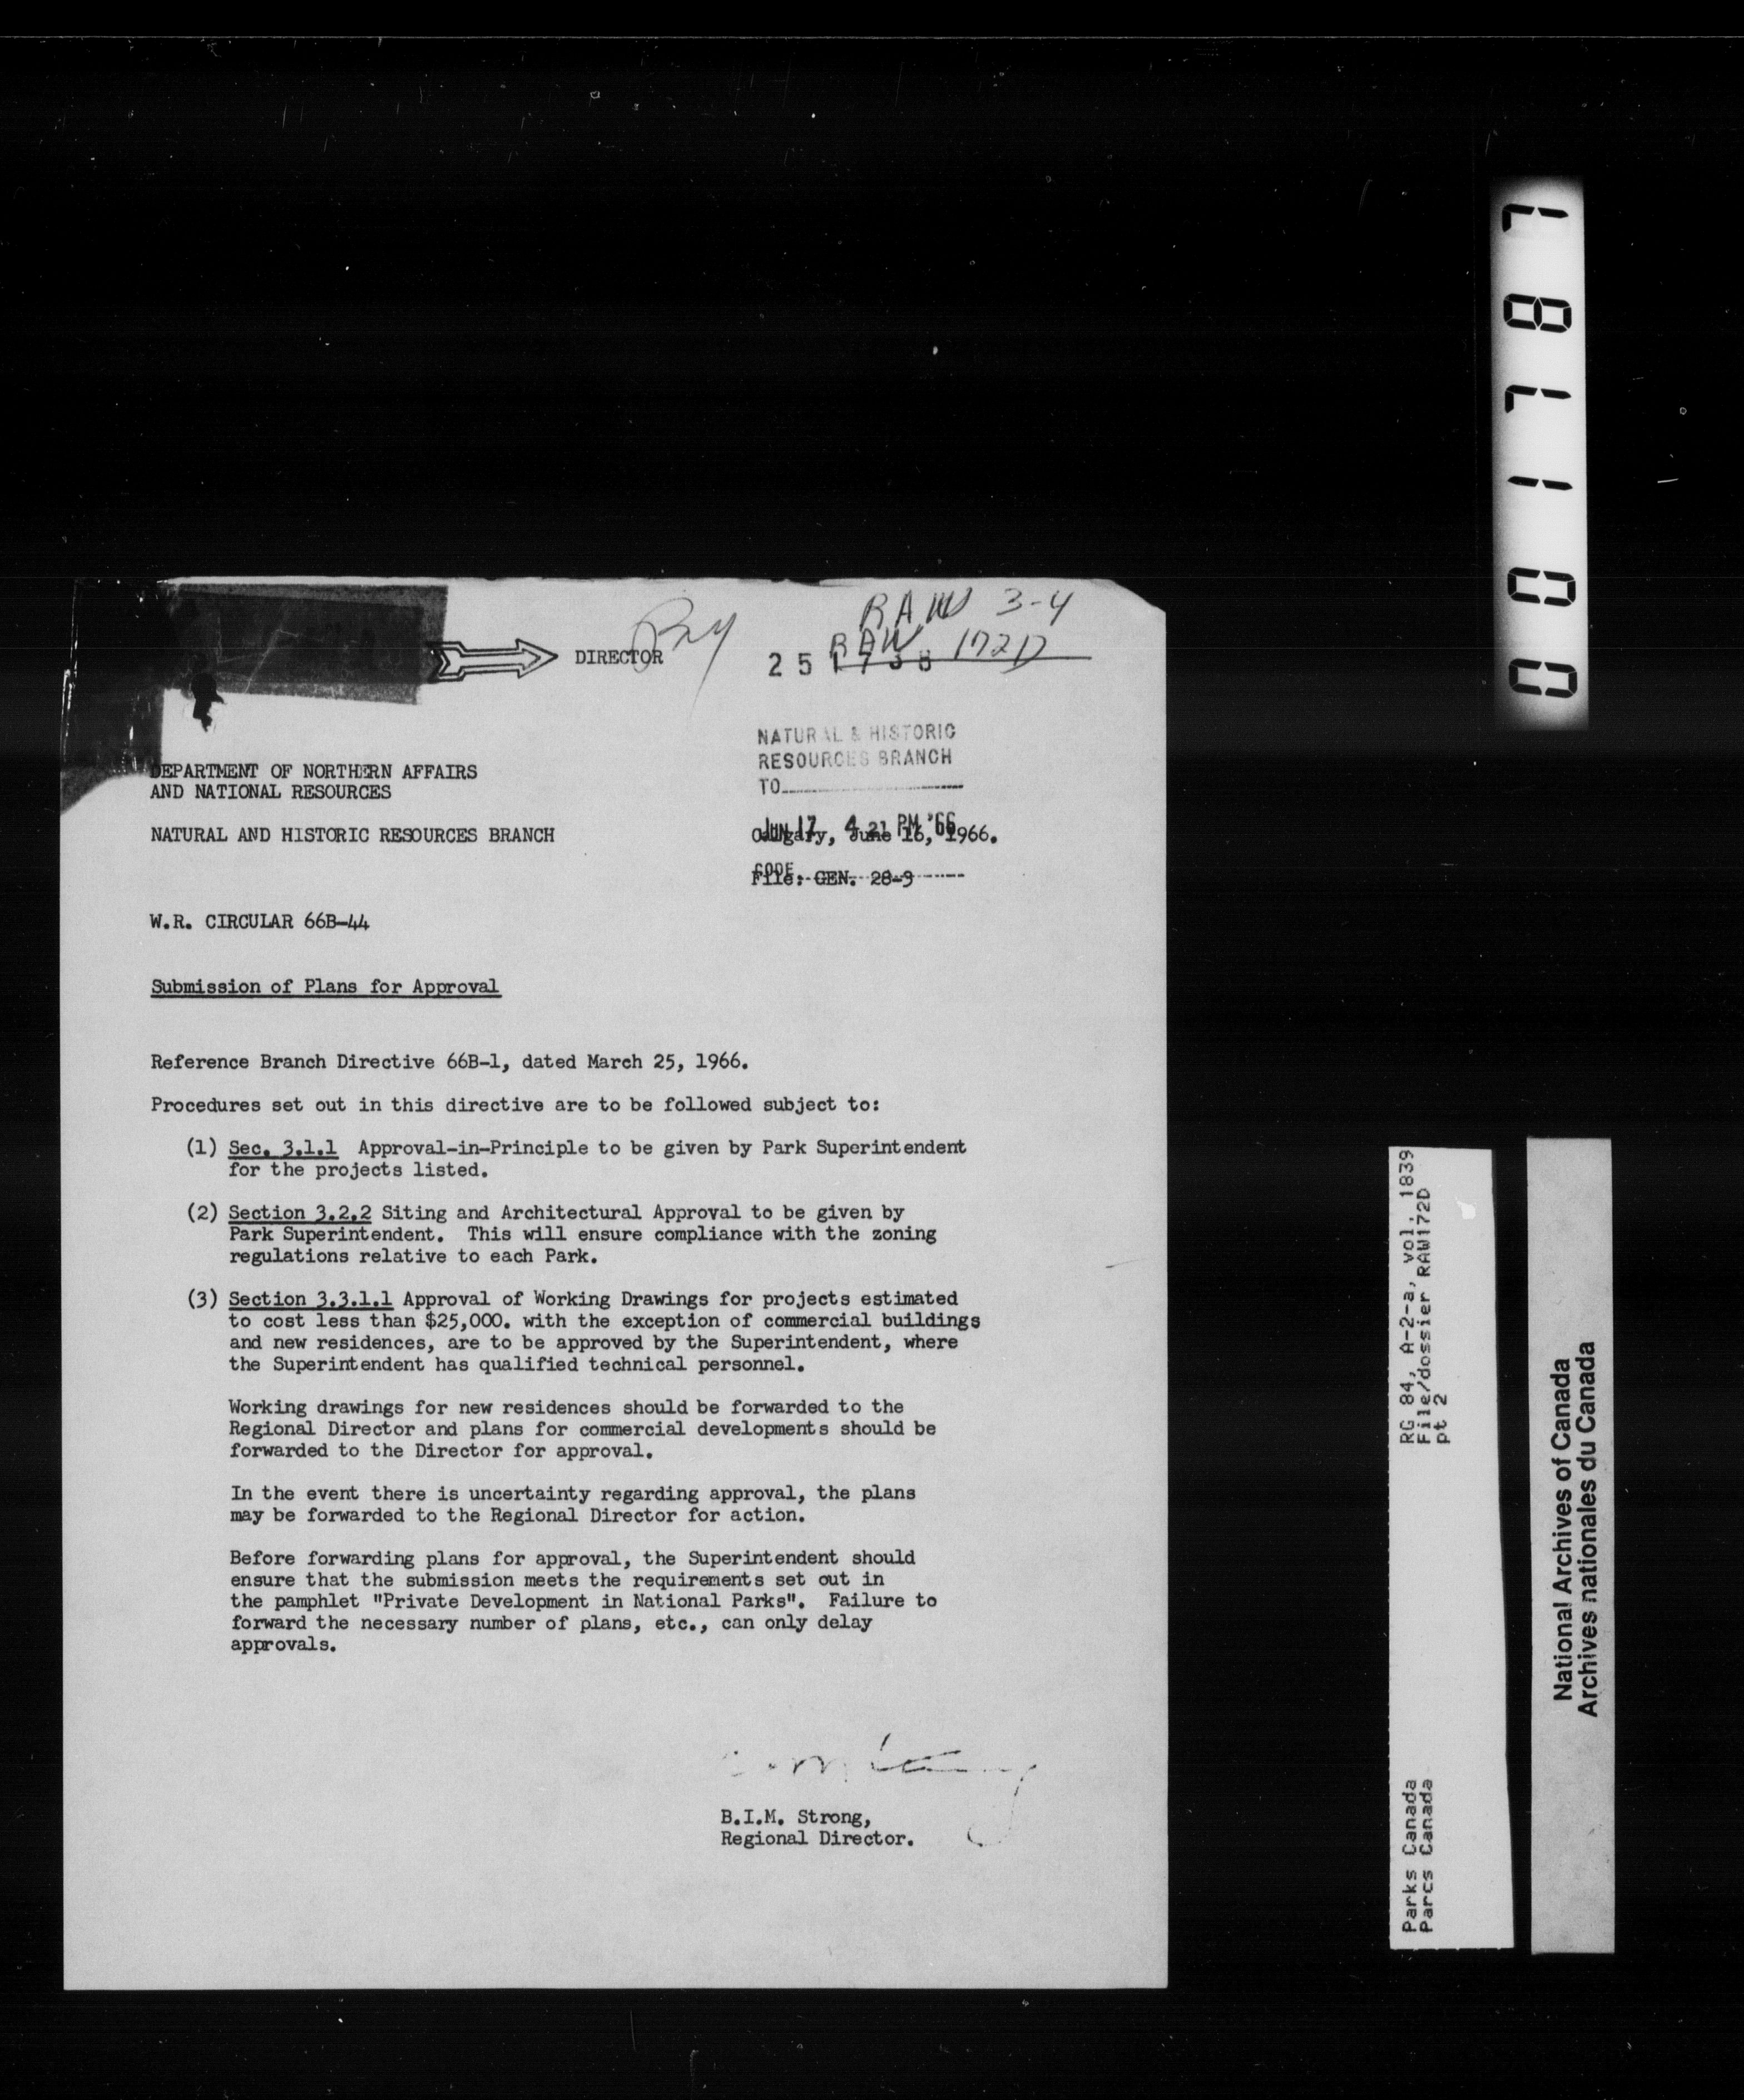 RAW 3-4
RAW 172D
DIRECTOR
2 5 1 7 3 8
NATURAL & HISTORIC
RESOURCES BRANCH
TO
DEPARTMENT OF NORTHERN AFFAIRS
AND NATIONAL RESOURCES
NATURAL AND HISTORIC RESOURCES BRANCH
JUN 17 4 21 PM '66
Calgary, June 16, 1966.
CODE
File: GEN. 28-9
W.R. CIRCULAR 66B-44
Submission of Plans for Approval
Reference Branch Directive 66B-1, dated March 25, 1966.
Procedures set out in this directive are to be followed subject to:
(1) Sec. 3.1.1 Approval-in-Principle to be given by Park Superintendent
for the projects listed.
(2) Section 3.2.2 Siting and Architectural Approval to be given by
Park Superintendent. This will ensure compliance with the zoning
regulations relative to each Park.
(3) Section 3.3.1.1 Approval of Working Drawings for projects estimated
to cost less than $25,000. with the exception of commercial buildings
and new residences, are to be approved by the Superintendent, where
the Superintendent has qualified technical personnel.
Working drawings for new residences should be forwarded to the
Regional Director and plans for commercial developments should be
forwarded to the Director for approval.
In the event there is uncertainty regarding approval, the plans
may be forwarded to the Regional Director for action.
Before forwarding plans for approval, the Superintendent should
ensure that the submission meets the requirements set out in
the pamphlet "Private Development in National Parks". Failure to
forward the necessary number of plans, etc., can only delay
approvals.
B.I.M. Strong,
Regional Director.
001787
RG 84, A-2-a, vol. 1839
File/dossier RAW172D
pt 2
Parks Canada
Parcs Canada
National Archives of Canada
Archives nationales du Canada